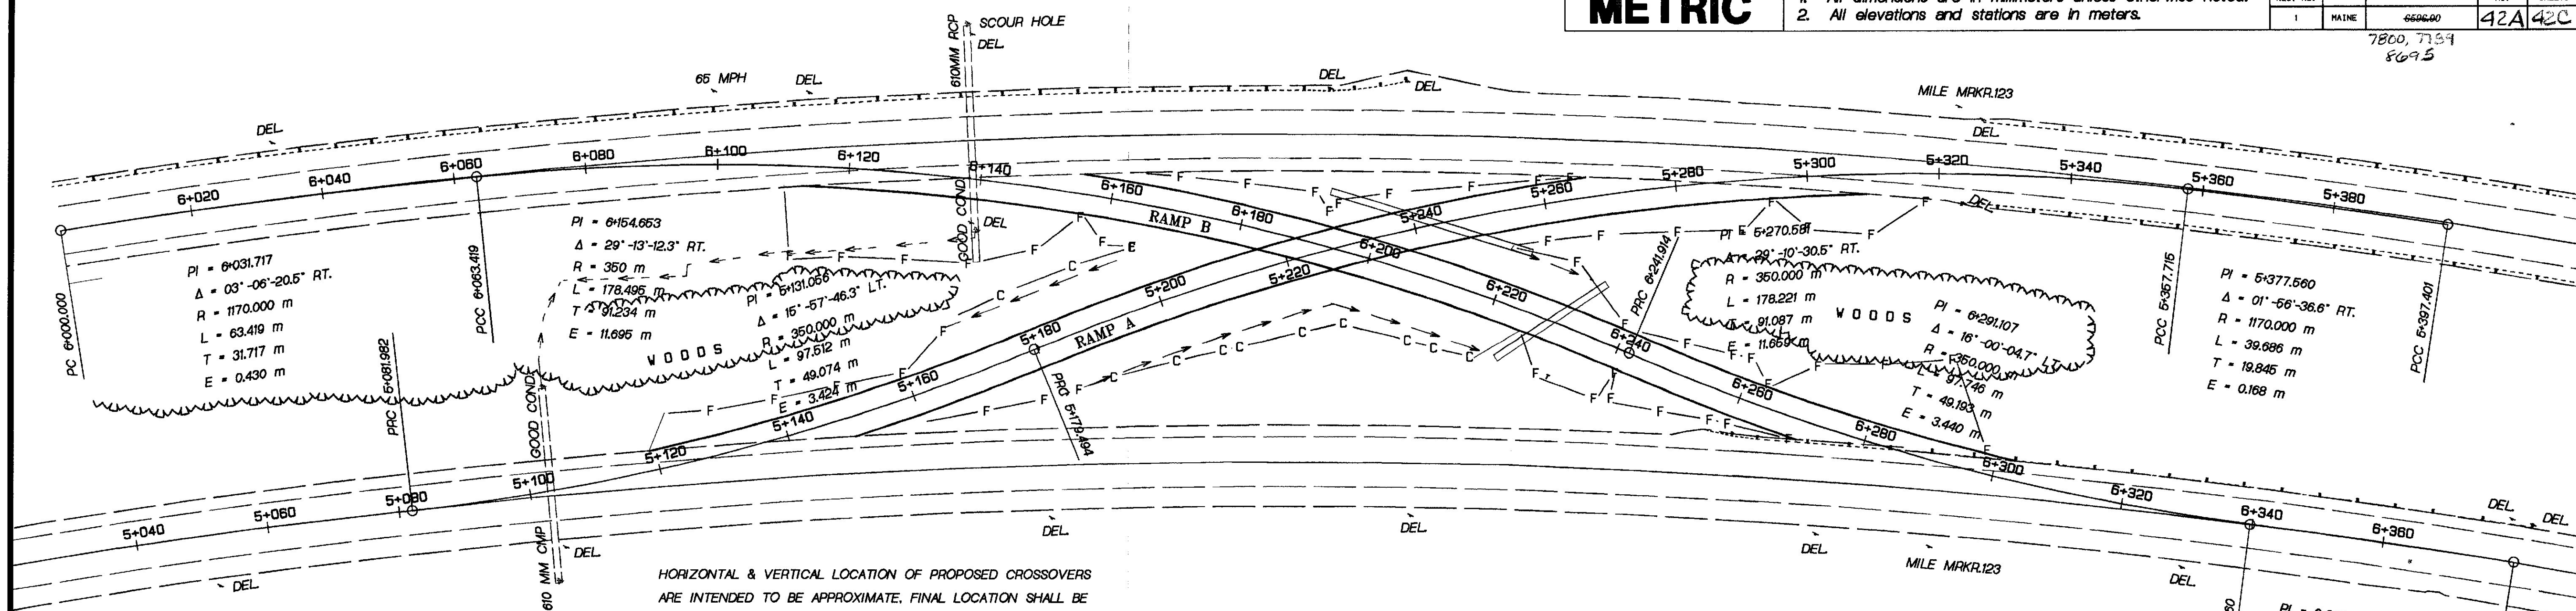 METRIC
2. All elevations and stations are in meters.
1 MAINE 6596.90 42A 42C
7800, 7739
8695
SCOUR HOLE
DEL.
610MM RCP
65 MPH
DEL.
DEL.
DEL.
DEL.
MILE MRKR.123
DEL.
6+020
6+040
6+060
6+080
6+100
6+120
6+140
6+160
6+180
6+200
6+220
6+240
6+260
6+280
6+300
6+320
6+340
6+360
5+040
5+060
5+080
5+100
5+120
5+140
5+160
5+180
5+200
5+220
5+240
5+260
5+280
5+300
5+320
5+340
5+360
5+380
RAMP B
RAMP A
GOOD COND.
DEL.
DEL.
PC 6+000.000
PI = 6+031.717
Δ = 03°-06'-20.5" RT.
R = 1170.000 m
L = 63.419 m
T = 31.717 m
E = 0.430 m
PCC 6+063.419
PI = 6+154.653
Δ = 29°-13'-12.3" RT.
R = 350 m
L = 178.495 m
T = 91.234 m
E = 11.695 m
WOODS
PRC 5+081.982
PI = 5+131.056
Δ = 15°-57'-46.3" LT.
R = 350.000 m
L = 97.512 m
T = 49.074 m
E = 3.424 m
PRC 5+179.494
PRC 6+241.914
PI = 5+270.581
Δ = 29°-10'-30.5" RT.
R = 350.000 m
L = 178.221 m
T = 91.087 m
E = 11.669 m
WOODS
PI = 6+291.107
Δ = 16°-00'-04.7" LT.
R = 350.000 m
L = 97.746 m
T = 49.193 m
E = 3.440 m
PCC 5+357.715
PI = 5+377.560
Δ = 01°-56'-36.6" RT.
R = 1170.000 m
L = 39.686 m
T = 19.845 m
E = 0.168 m
PCC 5+397.401
GOOD COND.
610 MM CMP
DEL.
DEL.
DEL.
DEL.
DEL.
MILE MRKR.123
DEL.
DEL.
DEL.
HORIZONTAL & VERTICAL LOCATION OF PROPOSED CROSSOVERS
ARE INTENDED TO BE APPROXIMATE. FINAL LOCATION SHALL BE